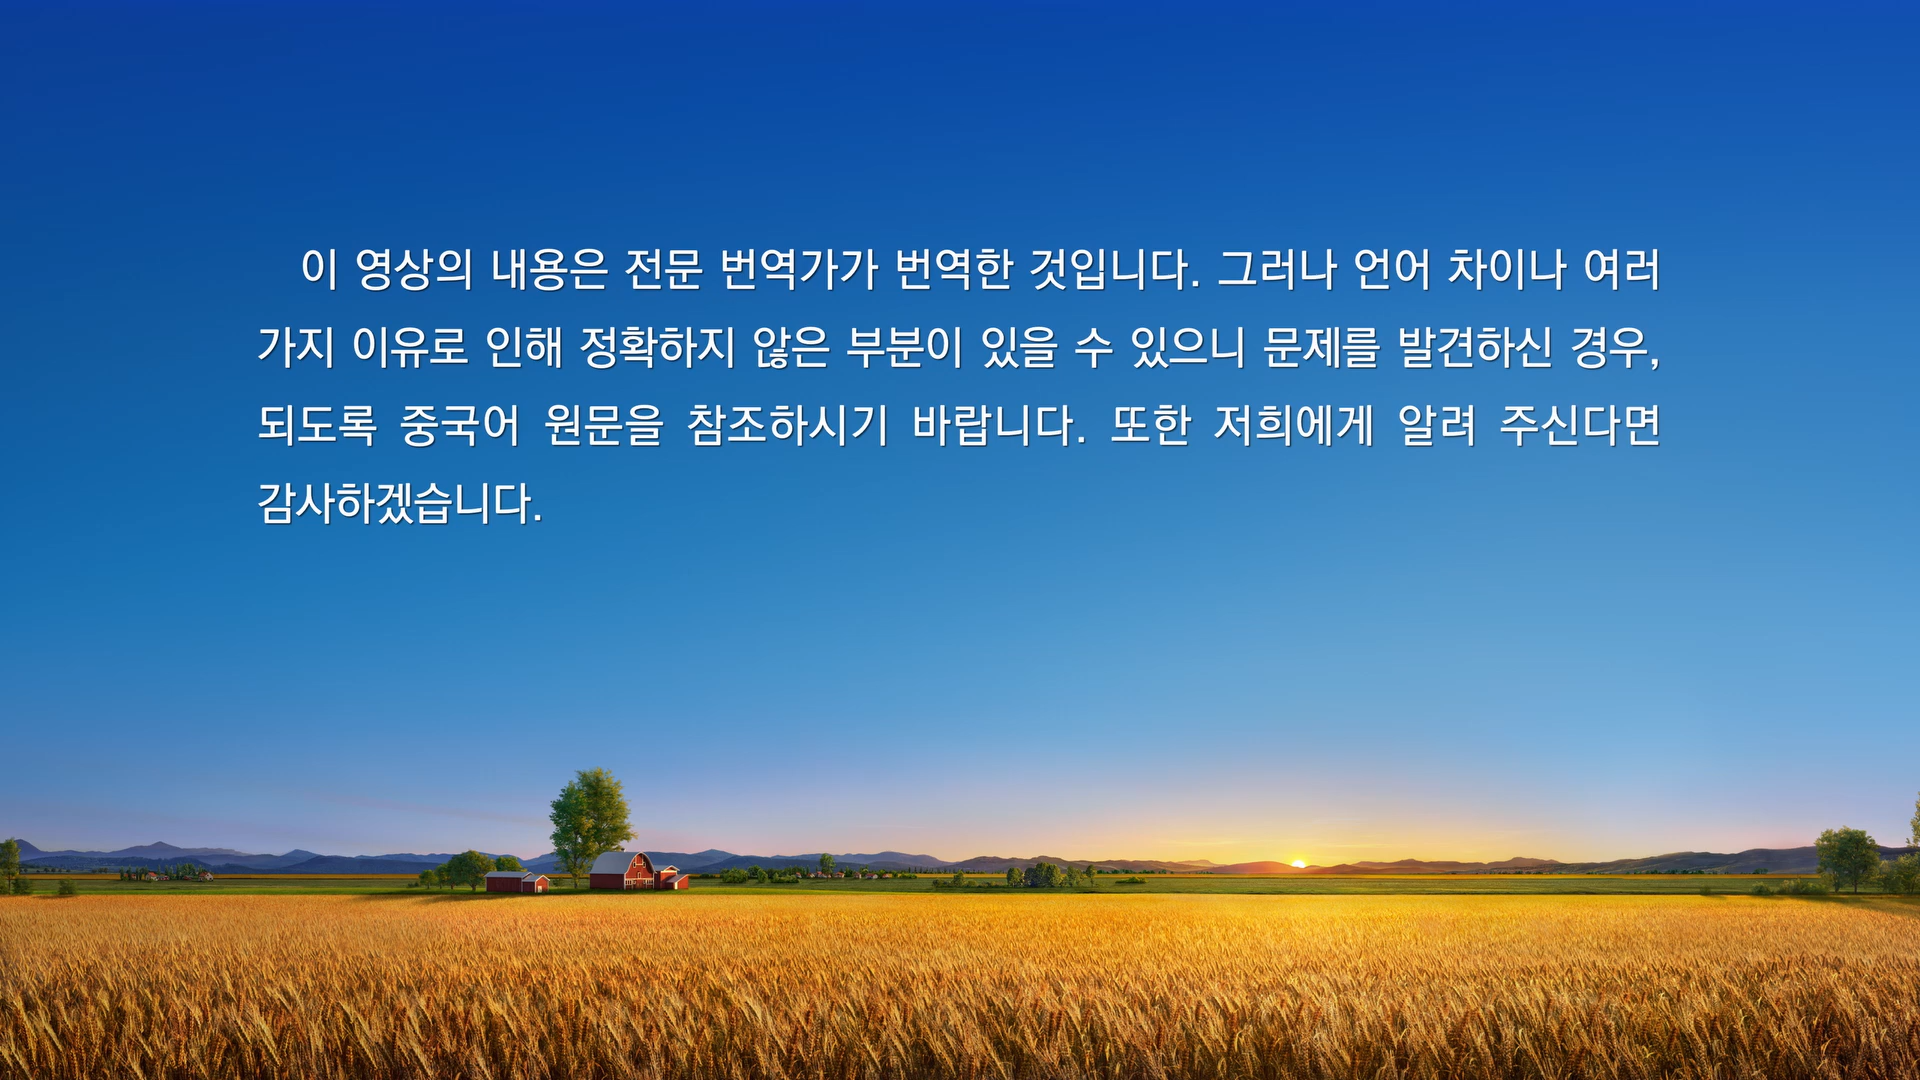 이 영상의 내용은 전문 번역가가 번역한 것입니다. 그러나 언어 차이나 여러
가지 이유로 인해 정확하지 않은 부분이 있을 수 있으니 문제를 발견하신 경우,
되도록 중국어 원문을 참조하시기 바랍니다. 또한 저희에게 알려 주신다면
감사하겠습니다.